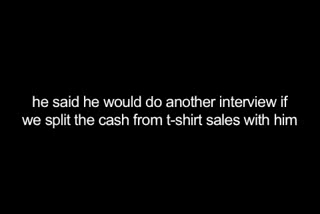 he said he would do another interview if
we split the cash from t-shirt sales with him